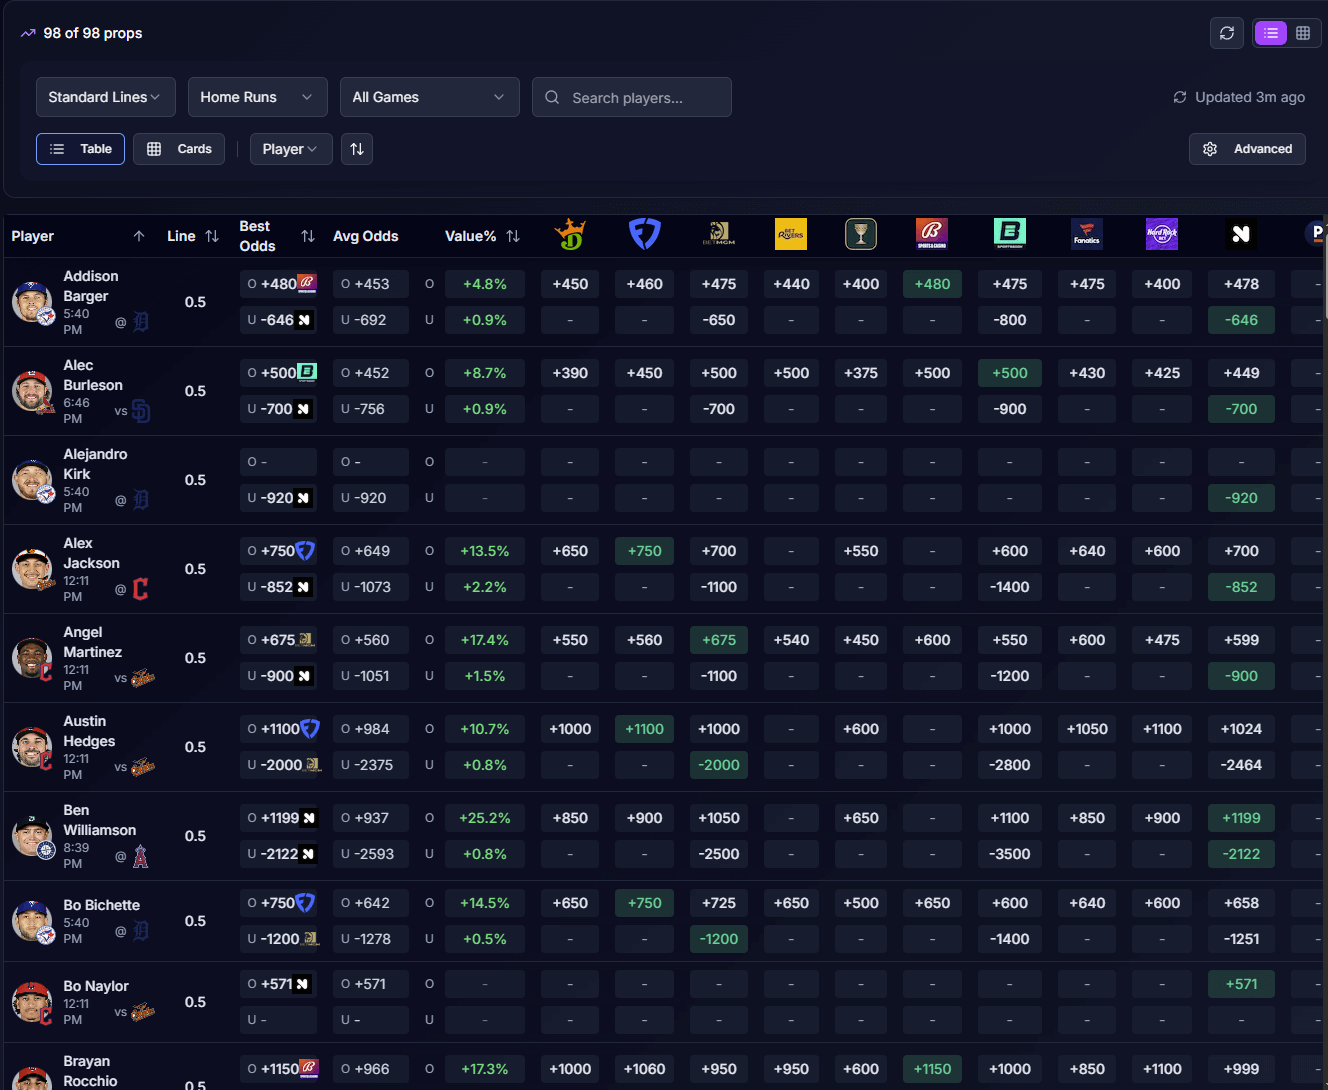 98 of 98 props
Standard Lines
Home Runs
All Games
Search players...
Updated 3m ago
Table
Cards
Player
Advanced
Player Line Best Odds Avg Odds Value% BETMGM BET RIVERS SPORTS & CASINO SPORTSBOOK Fanatics Hard Rock BET P
Addison Barger 5:40 PM @ 0.5
O +480 O +453 O +4.8% +450 +460 +475 +440 +400 +480 +475 +475 +400 +478 -
U -646 U -692 U +0.9% - - -650 - - - -800 - - -646 -
Alec Burleson 6:46 PM vs 0.5
O +500 O +452 O +8.7% +390 +450 +500 +500 +375 +500 +500 +430 +425 +449 -
U -700 U -756 U +0.9% - - -700 - - - -900 - - -700 -
Alejandro Kirk 5:40 PM @ 0.5
O - O - O - - - - - - - - - - - -
U -920 U -920 U - - - - - - - - - - -920 -
Alex Jackson 12:11 PM @ 0.5
O +750 O +649 O +13.5% +650 +750 +700 - +550 - +600 +640 +600 +700 -
U -852 U -1073 U +2.2% - - -1100 - - - -1400 - - -852 -
Angel Martinez 12:11 PM vs 0.5
O +675 O +560 O +17.4% +550 +560 +675 +540 +450 +600 +550 +600 +475 +599 -
U -900 U -1051 U +1.5% - - -1100 - - - -1200 - - -900 -
Austin Hedges 12:11 PM vs 0.5
O +1100 O +984 O +10.7% +1000 +1100 +1000 - +600 - +1000 +1050 +1100 +1024 -
U -2000 U -2375 U +0.8% - - -2000 - - - -2800 - - -2464 -
Ben Williamson 8:39 PM @ 0.5
O +1199 O +937 O +25.2% +850 +900 +1050 - +650 - +1100 +850 +900 +1199 -
U -2122 U -2593 U +0.8% - - -2500 - - - -3500 - - -2122 -
Bo Bichette 5:40 PM @ 0.5
O +750 O +642 O +14.5% +650 +750 +725 +650 +500 +650 +600 +640 +600 +658 -
U -1200 U -1278 U +0.5% - - -1200 - - - -1400 - - -1251 -
Bo Naylor 12:11 PM vs 0.5
O +571 O +571 O - - - - - - - - - - +571 -
U - U - U - - - - - - - - - - - -
Brayan Rocchio 0.5
O +1150 O +966 O +17.3% +1000 +1060 +950 +950 +600 +1150 +1000 +850 +1100 +999 -